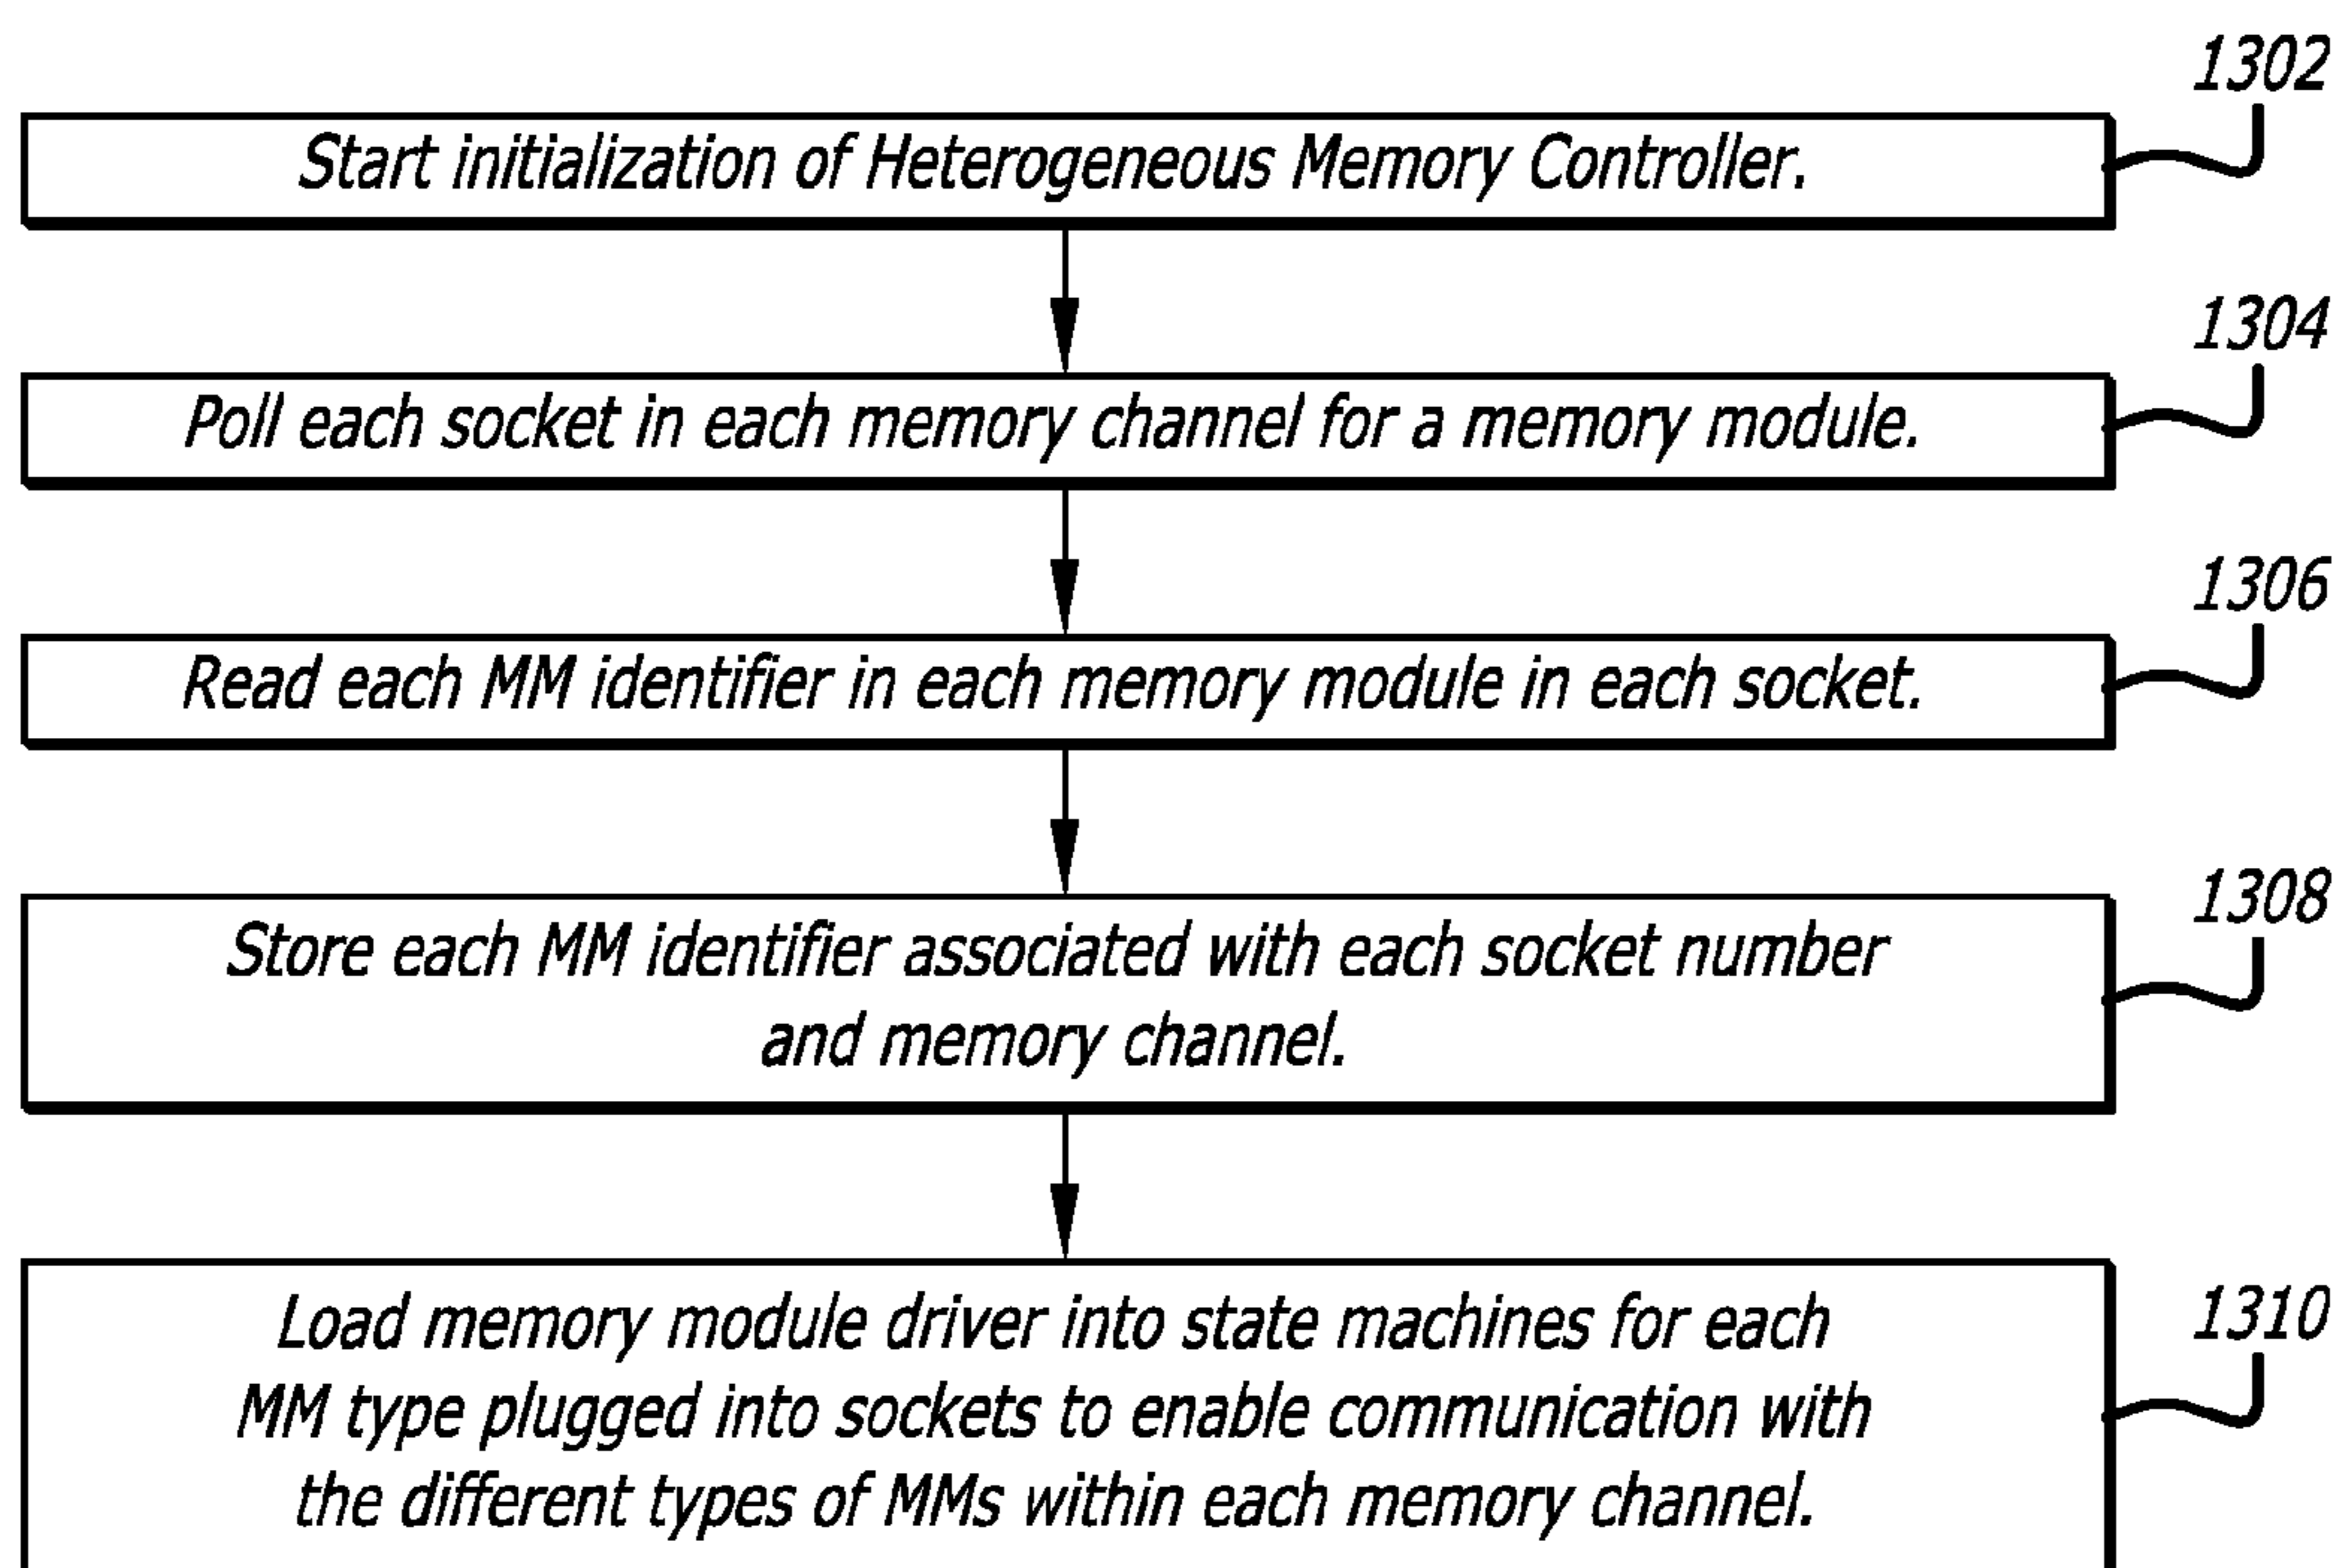 1302
Start initialization of Heterogeneous Memory Controller.
1304
Poll each socket in each memory channel for a memory module.
1306
Read each MM identifier in each memory module in each socket.
1308
Store each MM identifier associated with each socket number
and memory channel.
1310
Load memory module driver into state machines for each
MM type plugged into sockets to enable communication with
the different types of MMs within each memory channel.